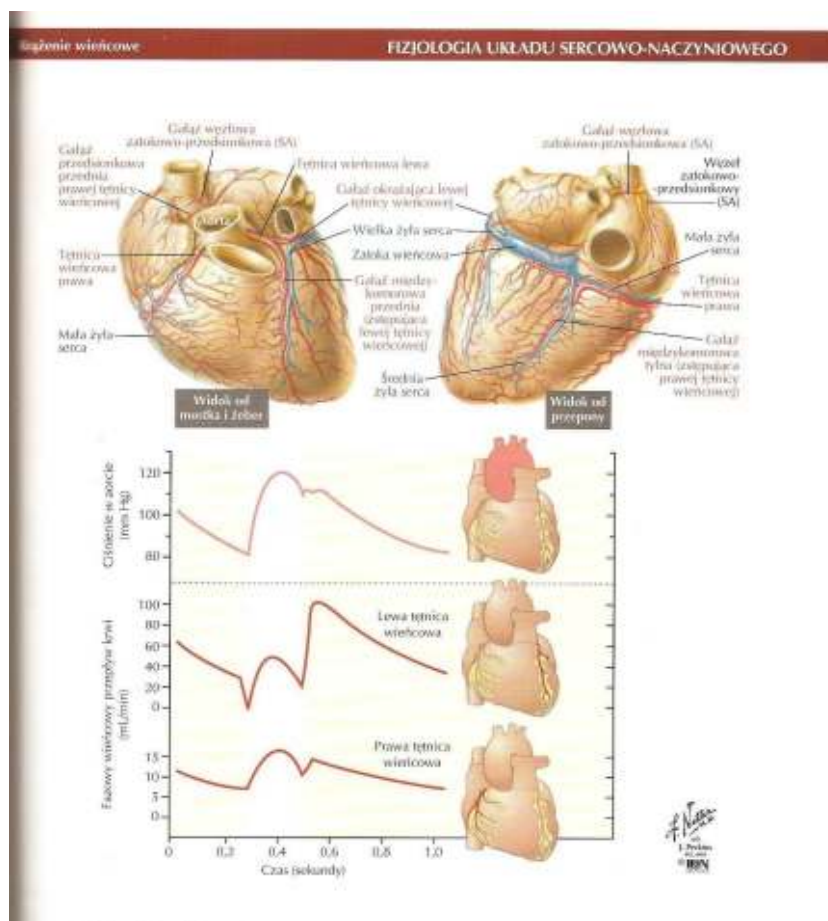 Krążenie wieńcowe
FIZJOLOGIA UKŁADU SERCOWO-NACZYNIOWEGO
Gałąź węzłowa
zatokowo-przedsionkowa (SA)
Gałąź
przedsionkowa
przednia
prawej tętnicy
wieńcowej
Tętnica wieńcowa lewa
Gałąź okrążająca lewej
tętnicy wieńcowej
Aorta
Wielka żyła serca
Zatoka wieńcowa
Tętnica
wieńcowa
prawa
Gałąź między-
komorowa
przednia
(zstępująca
lewej tętnicy
wieńcowej)
Mała żyła
serca
Średnia
żyła serca
Widok od
mostka i żeber
Gałąź węzłowa
zatokowo-przedsionkowa (SA)
Węzeł
zatokowo-
-przedsionkowy
(SA)
Mała żyła
serca
Tętnica
wieńcowa
prawa
Gałąź
międzykomorowa
tylna (zstępująca
prawej tętnicy
wieńcowej)
Widok od
przepony
Ciśnienie w aorcie
(mm Hg)
120
100
80
Fazowy wieńcowy przepływ krwi
(mL/min)
100
80
60
40
20
0
Lewa tętnica
wieńcowa
15
10
5
0
Prawa tętnica
wieńcowa
0 0,2 0,4 0,6 0,8 1,0
Czas (sekundy)